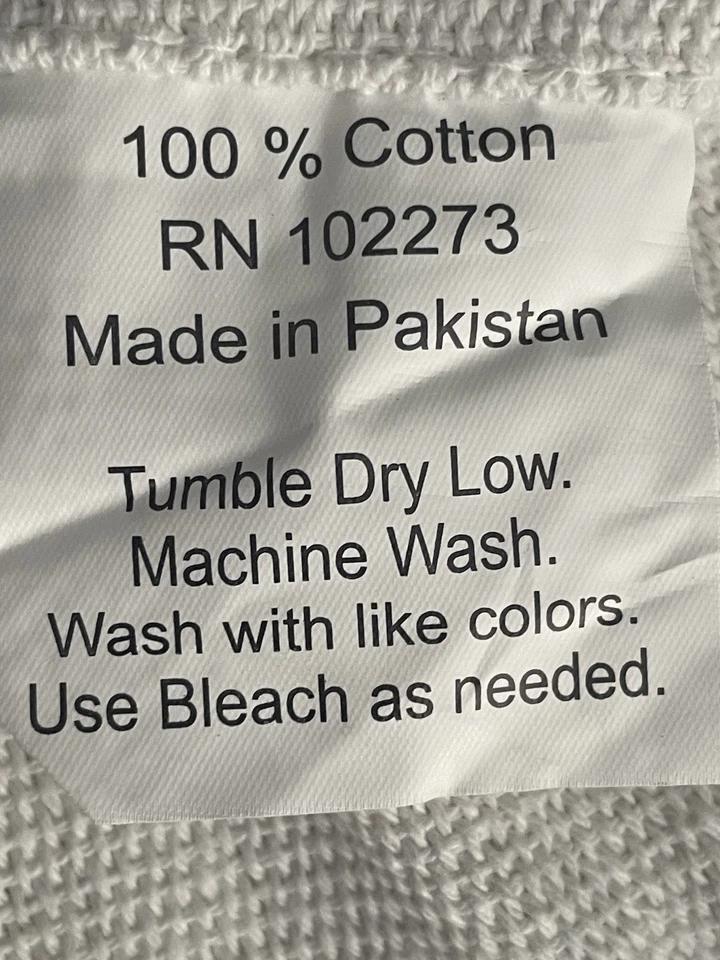 100 % Cotton
RN 102273
Made in Pakistan
Tumble Dry Low.
Machine Wash.
Wash with like colors.
Use Bleach as needed.